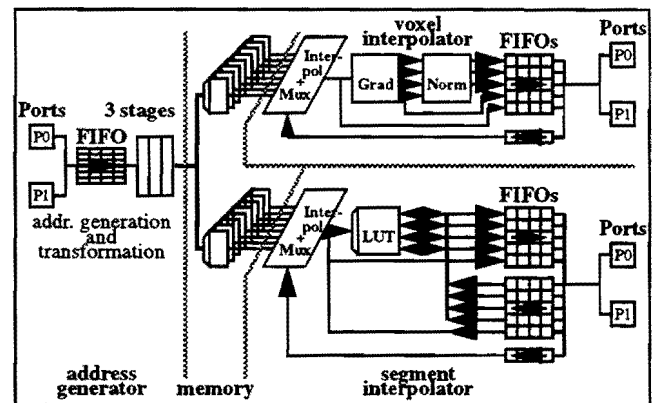 voxel
interpolator
FIFOs
Ports
Inter-
pol
+
Mux
Grad
Norm
P0
P1
Ports
3 stages
P0
FIFO
P1
addr. generation
and
transformation
FIFOs
Ports
Inter-
pol
+
Mux
LUT
P0
P1
address
generator
memory
segment
interpolator